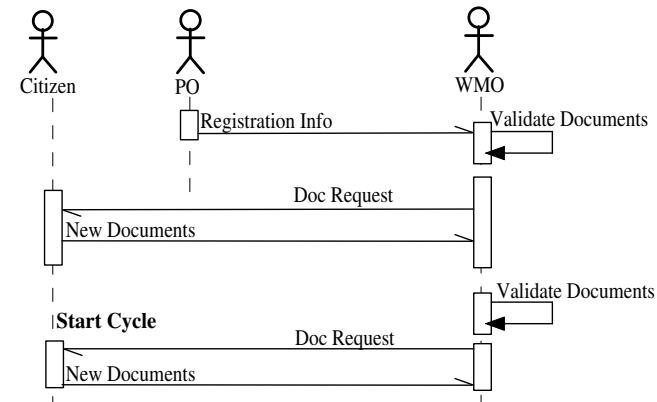 Citizen
PO
WMO
Registration Info
Validate Documents
Doc Request
New Documents
Validate Documents
Start Cycle
Doc Request
New Documents